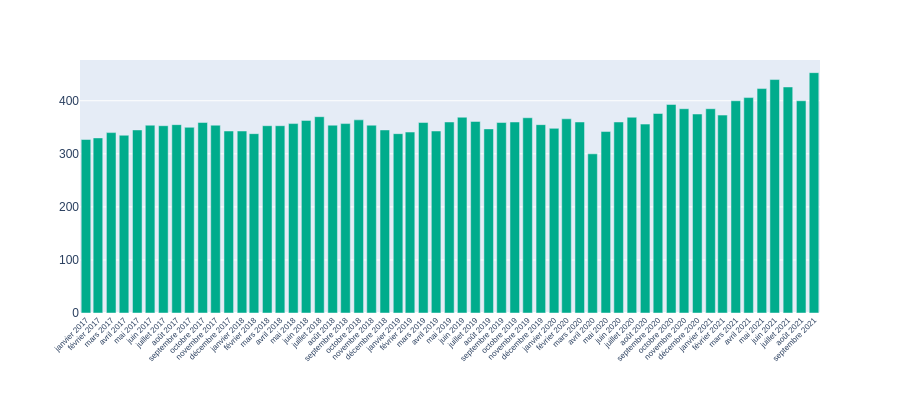 400
300
200
100
0
janvier 2017
février 2017
mars 2017
avril 2017
mai 2017
juin 2017
juillet 2017
août 2017
septembre 2017
octobre 2017
novembre 2017
décembre 2017
janvier 2018
février 2018
mars 2018
avril 2018
mai 2018
juin 2018
juillet 2018
août 2018
septembre 2018
octobre 2018
novembre 2018
décembre 2018
janvier 2019
février 2019
mars 2019
avril 2019
mai 2019
juin 2019
juillet 2019
août 2019
septembre 2019
octobre 2019
novembre 2019
décembre 2019
janvier 2020
février 2020
mars 2020
avril 2020
mai 2020
juin 2020
juillet 2020
août 2020
septembre 2020
octobre 2020
novembre 2020
décembre 2020
janvier 2021
février 2021
mars 2021
avril 2021
mai 2021
juin 2021
juillet 2021
août 2021
septembre 2021